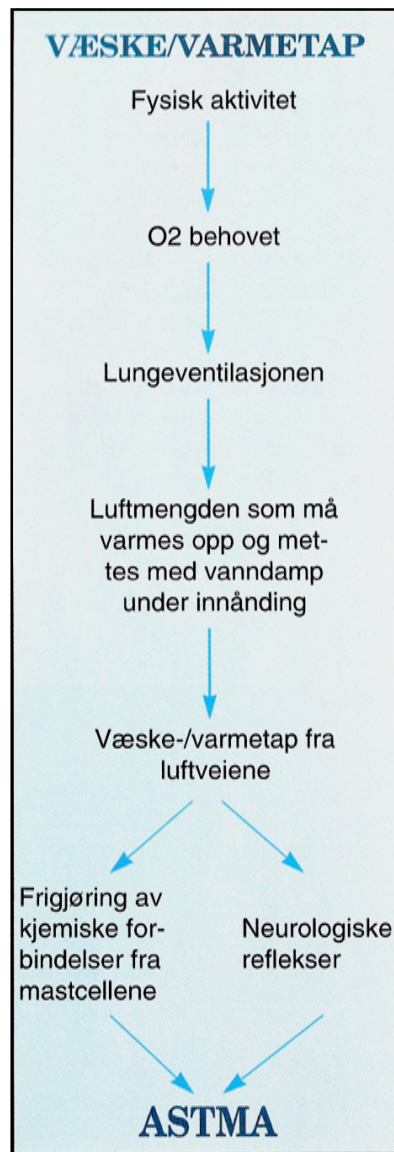 VÆSKE/VARMETAP
Fysisk aktivitet
O2 behovet
Lungeventilasjonen
Luftmengden som må
varmes opp og met-
tes med vanndamp
under innånding
Væske-/varmetap fra
luftveiene
Frigjøring av
kjemiske for-
bindelser fra
mastcellene
Neurologiske
reflekser
ASTMA